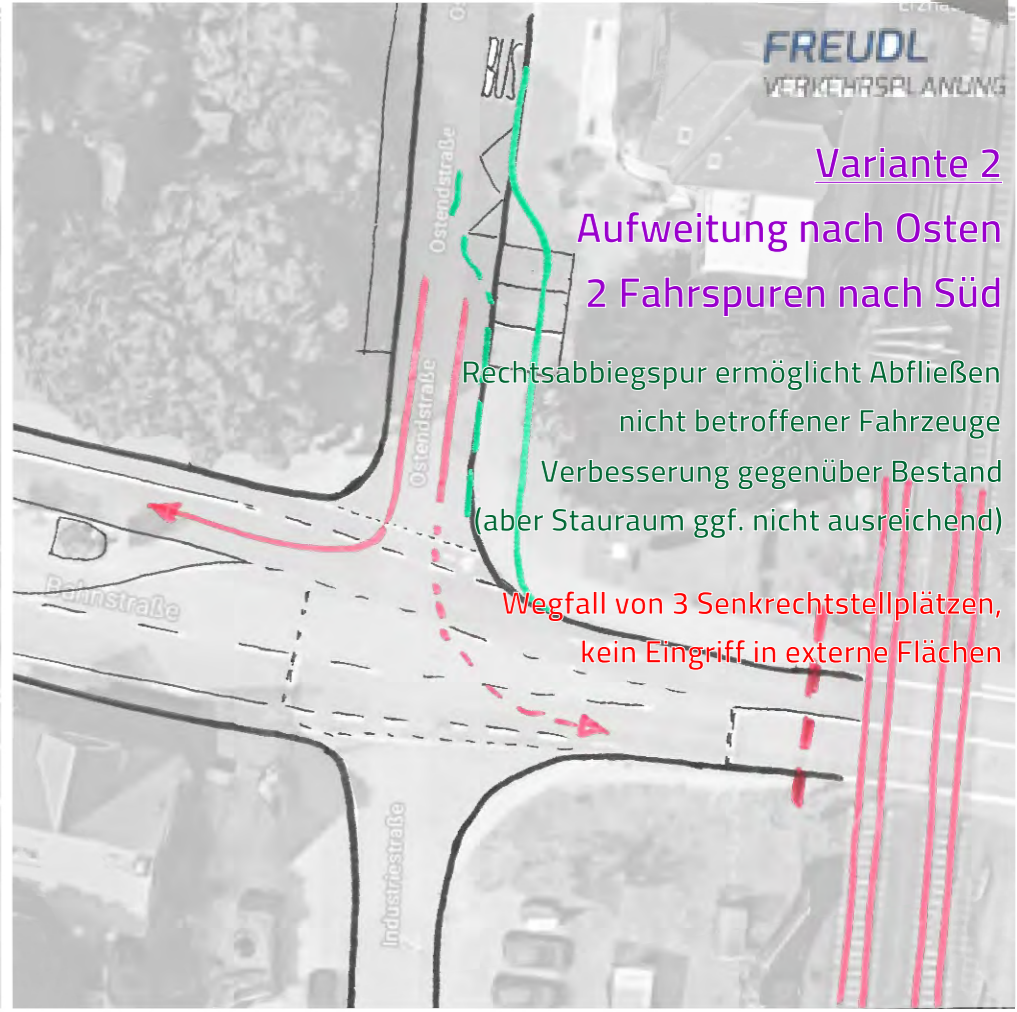 FREUDL
VERKEHRSPLANUNG
BUS
Variante 2
Aufweitung nach Osten
2 Fahrspuren nach Süd
Ostendstraße
Rechtsabbiegspur ermöglicht Abfließen
nicht betroffener Fahrzeuge
Verbesserung gegenüber Bestand
(aber Stauraum ggf. nicht ausreichend)
Ostendstraße
Bahnstraße
Wegfall von 3 Senkrechtstellplätzen,
kein Eingriff in externe Flächen
Industriestraße